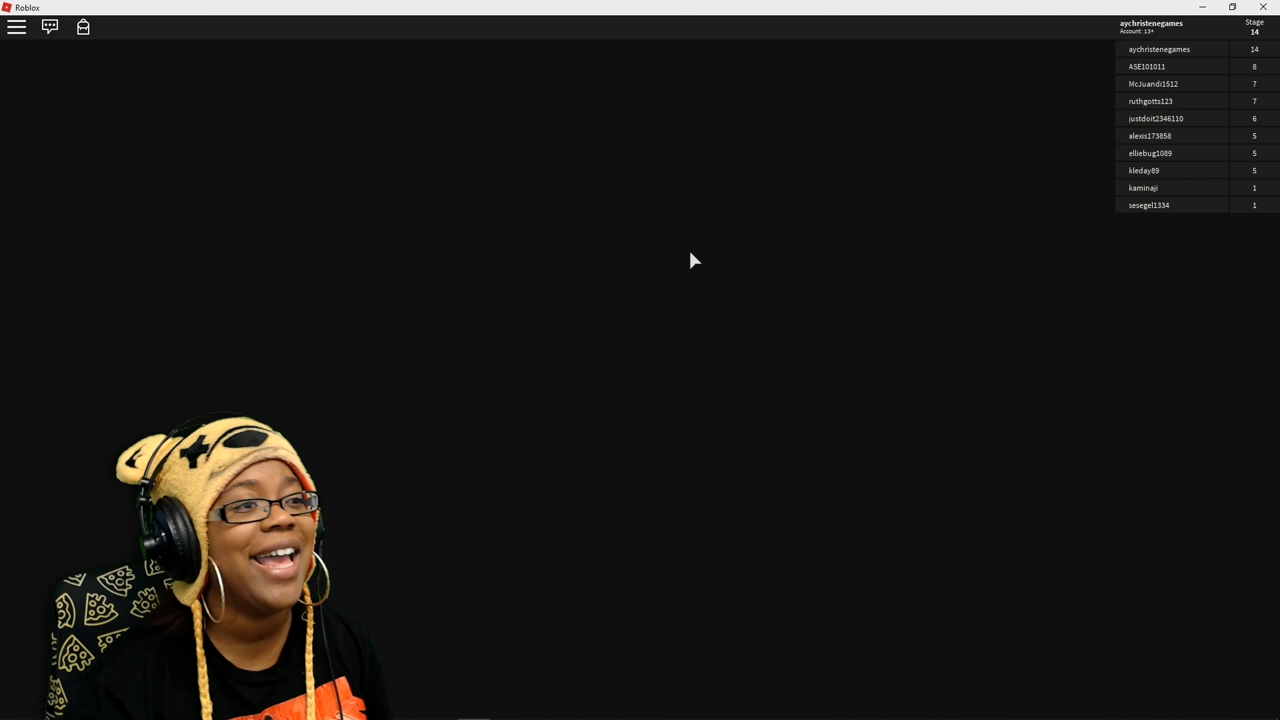 Roblox
aychristenegames
Account: 13+
Stage
14
aychristenegames 14
ASE101011 8
McJuandi1512 7
ruthgotts123 7
justdoit2346110 6
alexis173858 5
elliebug1089 5
kleday89 5
kaminaji 1
sesegel1334 1